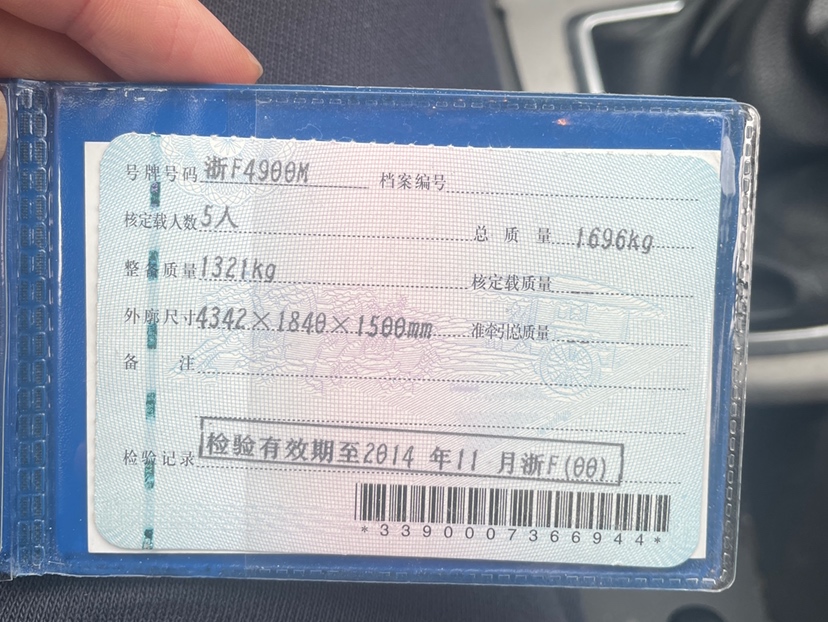 号牌号码 浙F4900M 档案编号
核定载人数 5人 总质量 1696kg
整备质量 1321kg 核定载质量 --
外廓尺寸 4342×1840×1500mm 准牵引总质量 --
备注
检验记录 检验有效期至2014年11月浙F(00)
*3390007366944*